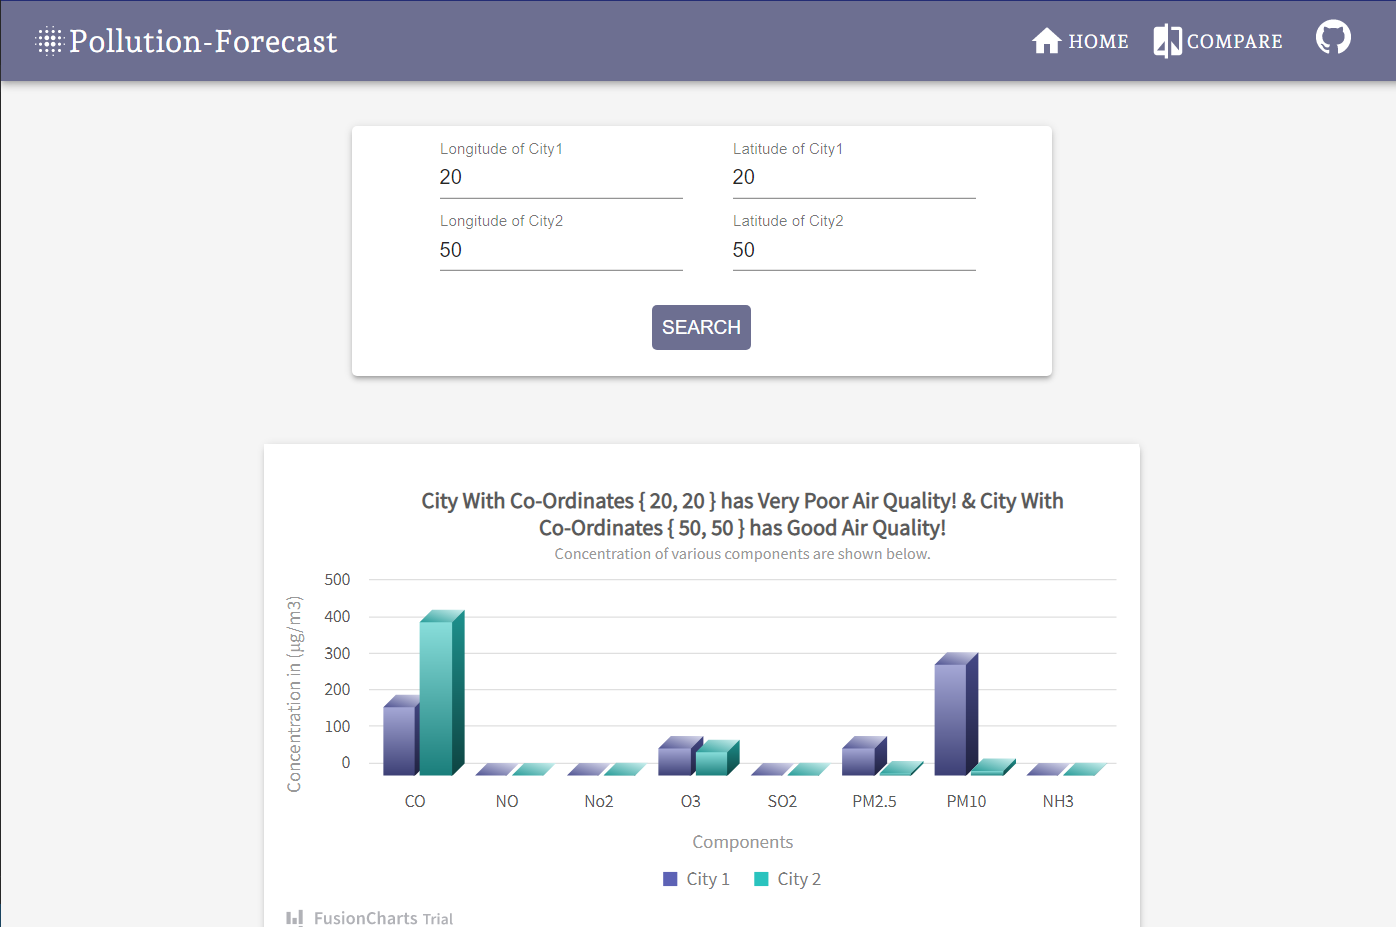 Pollution-Forecast
HOME
COMPARE
Longitude of City1
Latitude of City1
20
20
Longitude of City2
Latitude of City2
50
50
SEARCH
City With Co-Ordinates { 20, 20 } has Very Poor Air Quality! & City With
Co-Ordinates { 50, 50 } has Good Air Quality!
Concentration of various components are shown below.
Concentration in (µg/m3)
500
400
300
200
100
0
CO
NO
No2
O3
SO2
PM2.5
PM10
NH3
Components
City 1
City 2
FusionCharts Trial